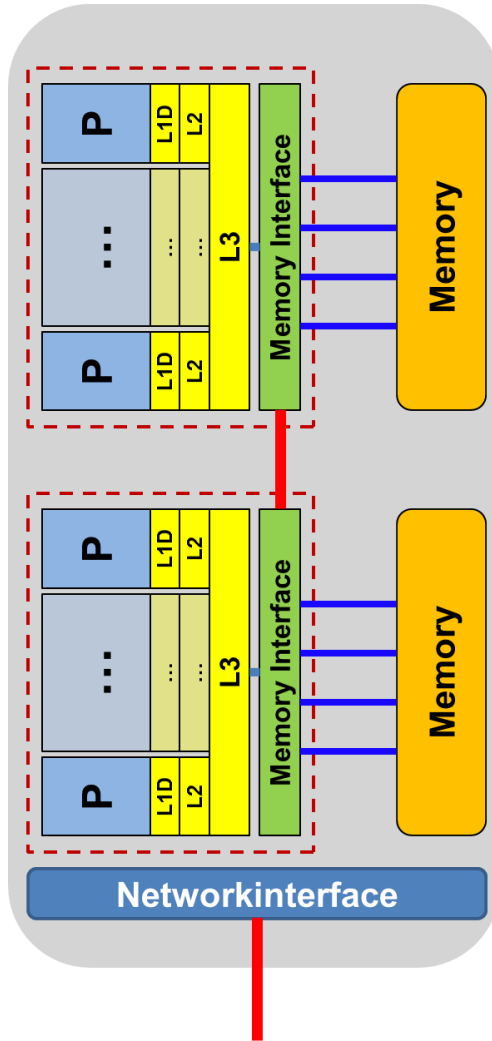 P
L1D
L2
...
...
...
P
L1D
L2
L3
Memory Interface
Memory
P
L1D
L2
...
...
...
P
L1D
L2
L3
Memory Interface
Memory
Networkinterface